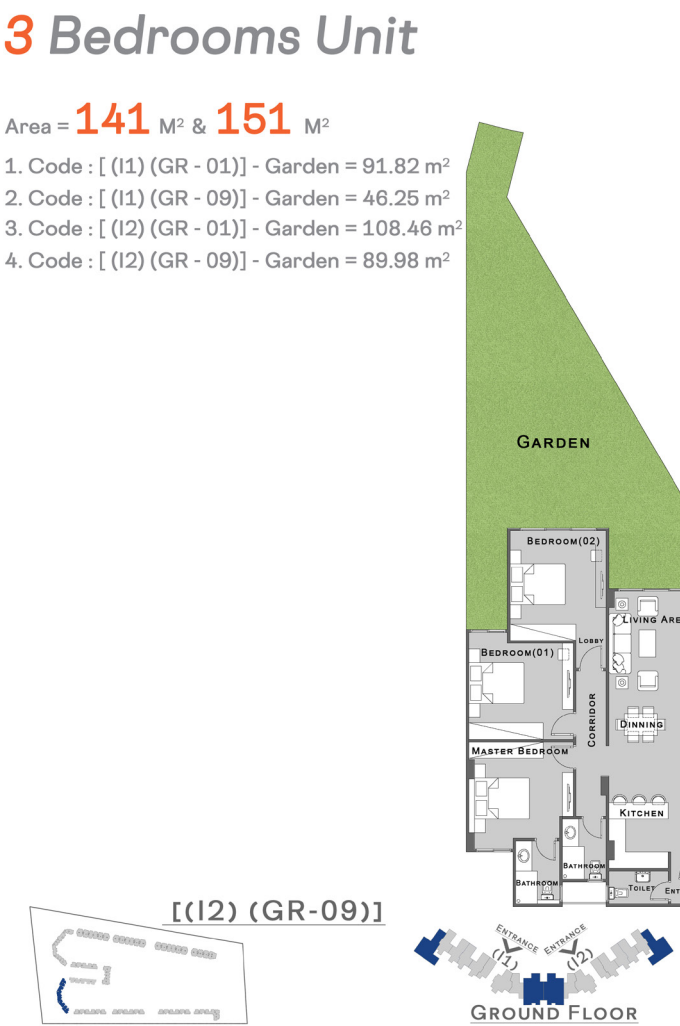 3 Bedrooms Unit
Area = 141 M² & 151 M²
1. Code : [ (I1) (GR - 01)] - Garden = 91.82 m²
2. Code : [ (I1) (GR - 09)] - Garden = 46.25 m²
3. Code : [ (I2) (GR - 01)] - Garden = 108.46 m²
4. Code : [ (I2) (GR - 09)] - Garden = 89.98 m²
GARDEN
BEDROOM(02)
LIVING ARE
LOBBY
BEDROOM(01)
CORRIDOR
DINNING
MASTER BEDROOM
KITCHEN
BATHROOM
BATHROOM
TOILET
ENT
[(I2) (GR-09)]
ENTRANCE
ENTRANCE
(I1)
(I2)
GROUND FLOOR